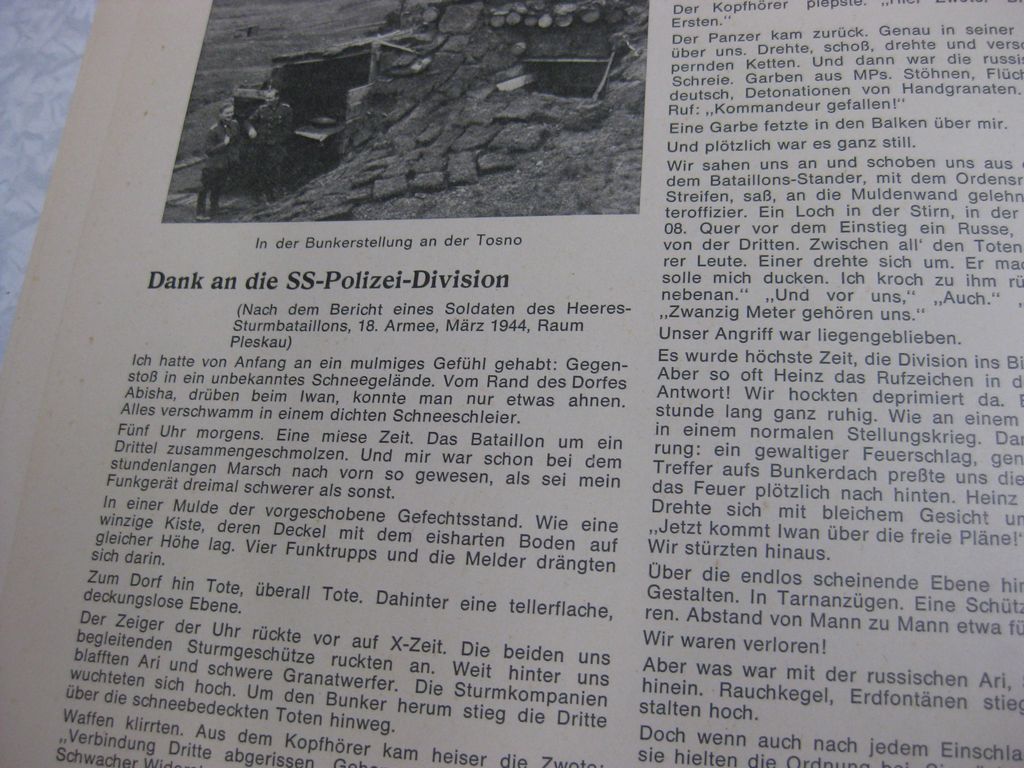 In der Bunkerstellung an der Tosno
Dank an die SS-Polizei-Division
(Nach dem Bericht eines Soldaten des Heeres-
Sturmbataillons, 18. Armee, März 1944, Raum
Pleskau)
Ich hatte von Anfang an ein mulmiges Gefühl gehabt: Gegen-
stoß in ein unbekanntes Schneegelände. Vom Rand des Dorfes
Abisha, drüben beim Iwan, konnte man nur etwas ahnen.
Alles verschwamm in einem dichten Schneeschleier.
Fünf Uhr morgens. Eine miese Zeit. Das Bataillon um ein
Drittel zusammengeschmolzen. Und mir war schon bei dem
stundenlangen Marsch nach vorn so gewesen, als sei mein
Funkgerät dreimal schwerer als sonst.
In einer Mulde der vorgeschobene Gefechtsstand. Wie eine
winzige Kiste, deren Deckel mit dem eisharten Boden auf
gleicher Höhe lag. Vier Funktrupps und die Melder drängten
sich darin.
Zum Dorf hin Tote, überall Tote. Dahinter eine tellerflache,
deckungslose Ebene.
Der Zeiger der Uhr rückte vor auf X-Zeit. Die beiden uns
begleitenden Sturmgeschütze ruckten an. Weit hinter uns
blafften Ari und schwere Granatwerfer. Die Sturmkompanien
wuchteten sich hoch. Um den Bunker herum stieg die Dritte
über die schneebedeckten Toten hinweg.
Waffen klirrten. Aus dem Kopfhörer kam heiser die Zwote:
„Verbindung Dritte abgerissen.
Schwacher
Der Kopfhörer piepste: „Hier Zwoter
Ersten."
Der Panzer kam zurück. Genau in seiner
über uns. Drehte, schoß, drehte und
pernden Ketten. Und dann war die
Schreie. Garben aus MPs. Stöhnen,
deutsch, Detonationen von Handgranaten.
Ruf: „Kommandeur gefallen!"
Eine Garbe fetzte in den Balken über mir.
Und plötzlich war es ganz still.
Wir sahen uns an und schoben uns aus
dem Bataillons-Stander, mit dem
Streifen, saß, an die Muldenwand
teroffizier. Ein Loch in der Stirn, in der
08. Quer vor dem Einstieg ein Russe,
von der Dritten. Zwischen all' den Toten
rer Leute. Einer drehte sich um. Er
solle mich ducken. Ich kroch zu ihm
nebenan." „Und vor uns," „Auch."
„Zwanzig Meter gehören uns."
Unser Angriff war liegengeblieben.
Es wurde höchste Zeit, die Division ins
Aber so oft Heinz das Rufzeichen in
Antwort! Wir hockten deprimiert da.
stunde lang ganz ruhig. Wie an einem
in einem normalen Stellungskrieg.
rung: ein gewaltiger Feuerschlag,
Treffer aufs Bunkerdach preßte uns die
das Feuer plötzlich nach hinten. Heinz
Drehte sich mit bleichem Gesicht
„Jetzt kommt Iwan über die freie Pläne!"
Wir stürzten hinaus.
Über die endlos scheinende Ebene
Gestalten. In Tarnanzügen. Eine
ren. Abstand von Mann zu Mann etwa
Wir waren verloren!
Aber was war mit der russischen Ari,
hinein. Rauchkegel, Erdfontänen
stalten hoch.
Doch wenn auch nach jedem
sie hielten die Ordnung bei.